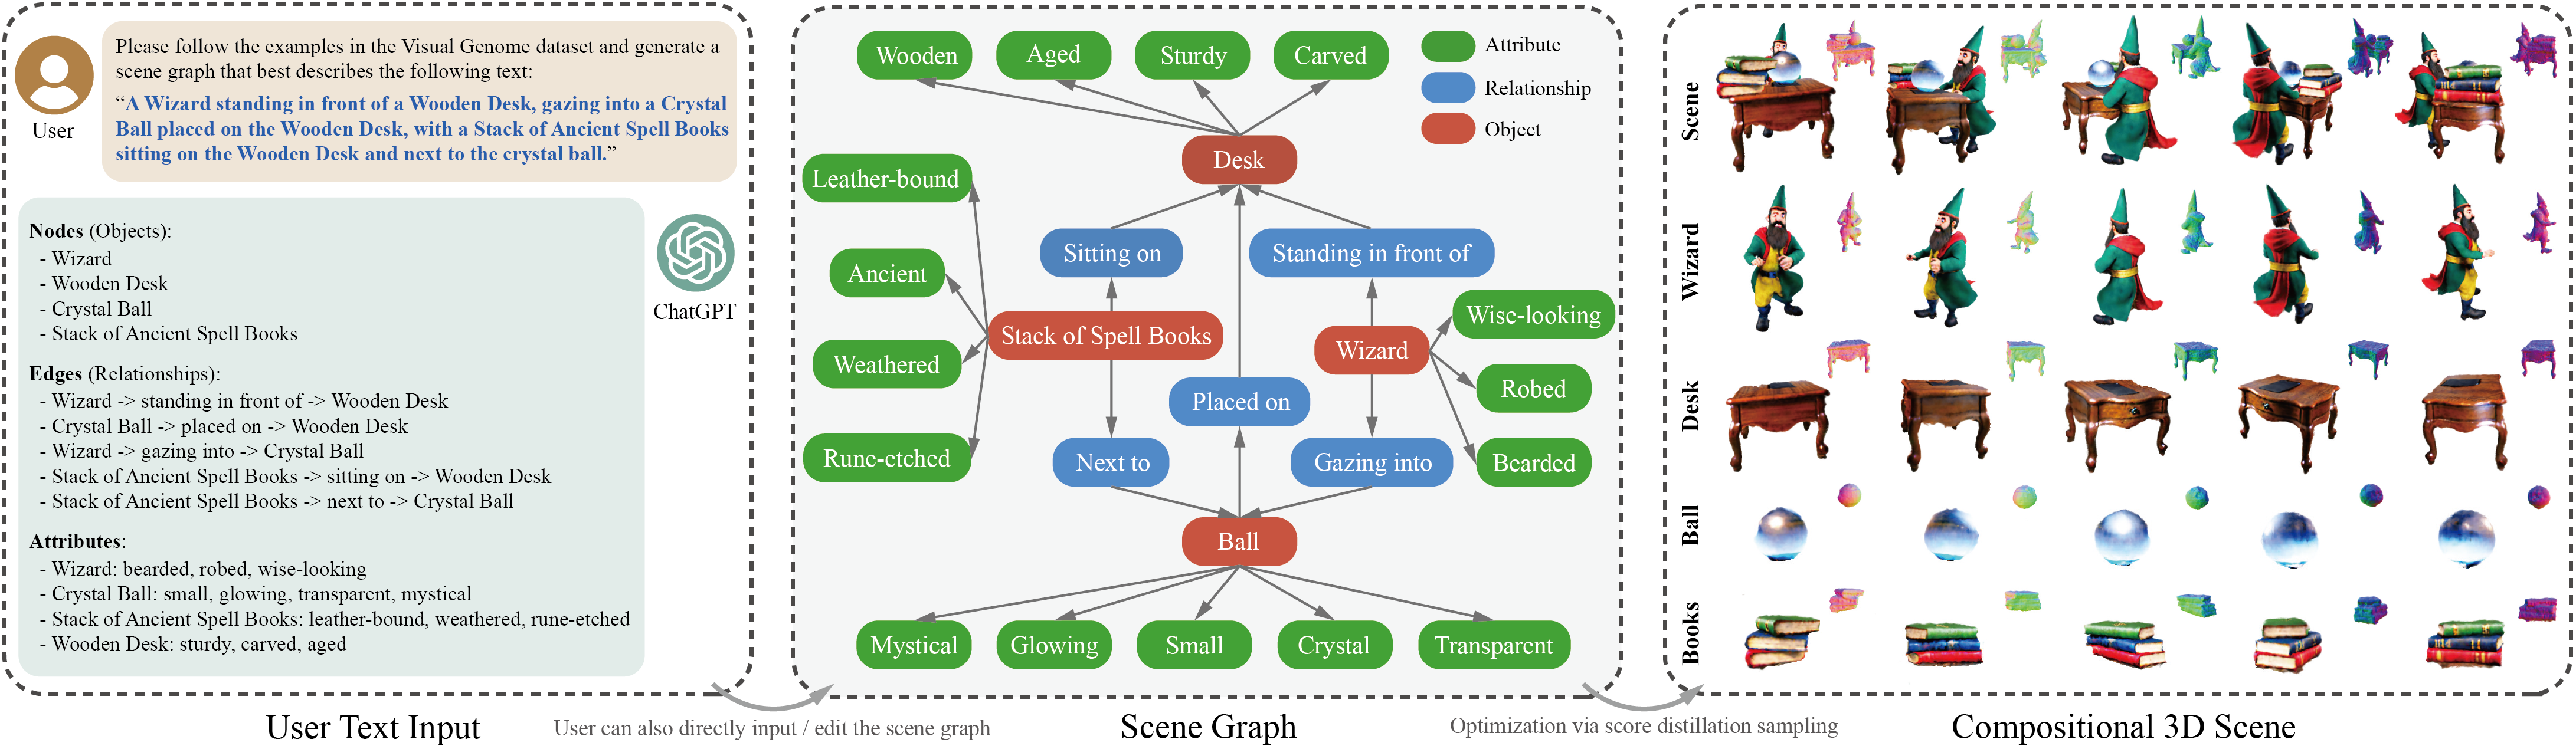 Please follow the examples in the Visual Genome dataset and generate a
scene graph that best describes the following text:
“A Wizard standing in front of a Wooden Desk, gazing into a Crystal
Ball placed on the Wooden Desk, with a Stack of Ancient Spell Books
sitting on the Wooden Desk and next to the crystal ball.”
User
Nodes (Objects):
- Wizard
- Wooden Desk
- Crystal Ball
- Stack of Ancient Spell Books
ChatGPT
Edges (Relationships):
- Wizard -> standing in front of -> Wooden Desk
- Crystal Ball -> placed on -> Wooden Desk
- Wizard -> gazing into -> Crystal Ball
- Stack of Ancient Spell Books -> sitting on -> Wooden Desk
- Stack of Ancient Spell Books -> next to -> Crystal Ball
Attributes:
- Wizard: bearded, robed, wise-looking
- Crystal Ball: small, glowing, transparent, mystical
- Stack of Ancient Spell Books: leather-bound, weathered, rune-etched
- Wooden Desk: sturdy, carved, aged
User Text Input
User can also directly input / edit the scene graph
Wooden
Aged
Sturdy
Carved
Attribute
Relationship
Object
Desk
Leather-bound
Sitting on
Standing in front of
Ancient
Stack of Spell Books
Wizard
Wise-looking
Weathered
Placed on
Robed
Rune-etched
Next to
Gazing into
Bearded
Ball
Mystical
Glowing
Small
Crystal
Transparent
Scene Graph
Optimization via score distillation sampling
Scene
Wizard
Desk
Ball
Books
Compositional 3D Scene